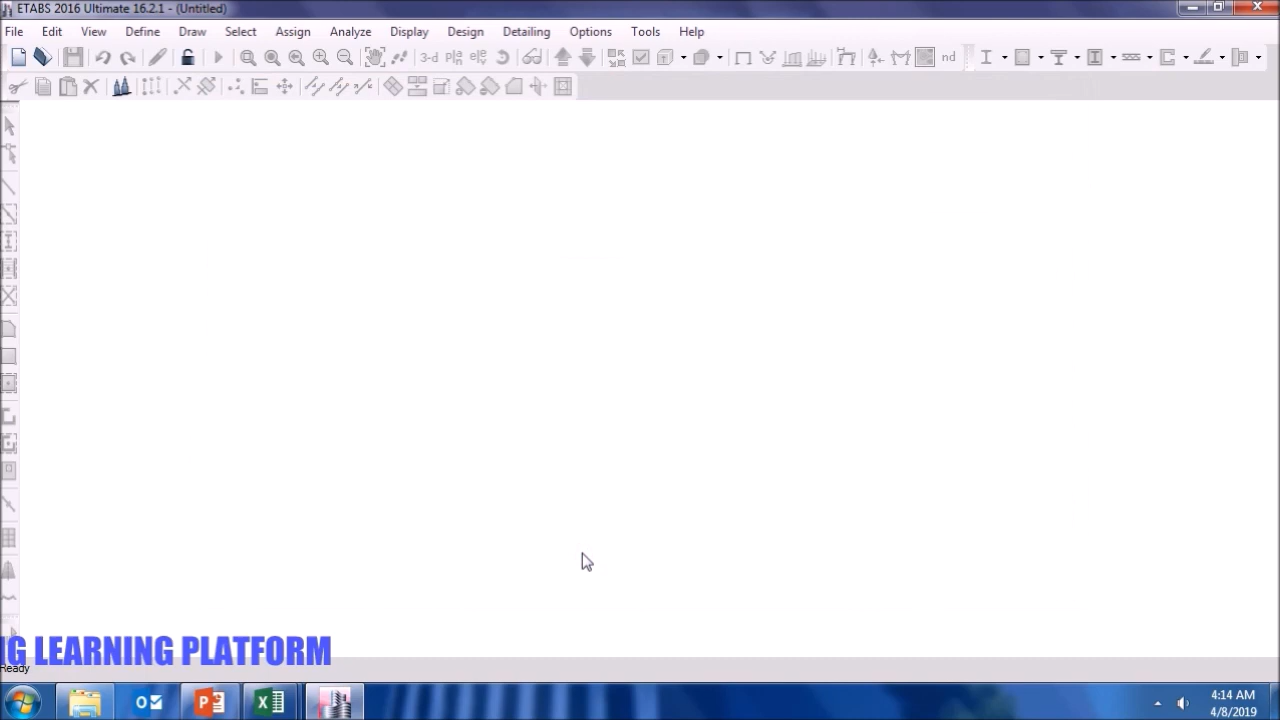 ETABS 2016 Ultimate 16.2.1 - (Untitled)
File Edit View Define Draw Select Assign Analyze Display Design Detailing Options Tools Help
3-d
nd
G LEARNING PLATFORM
Ready
4:14 AM
4/8/2019